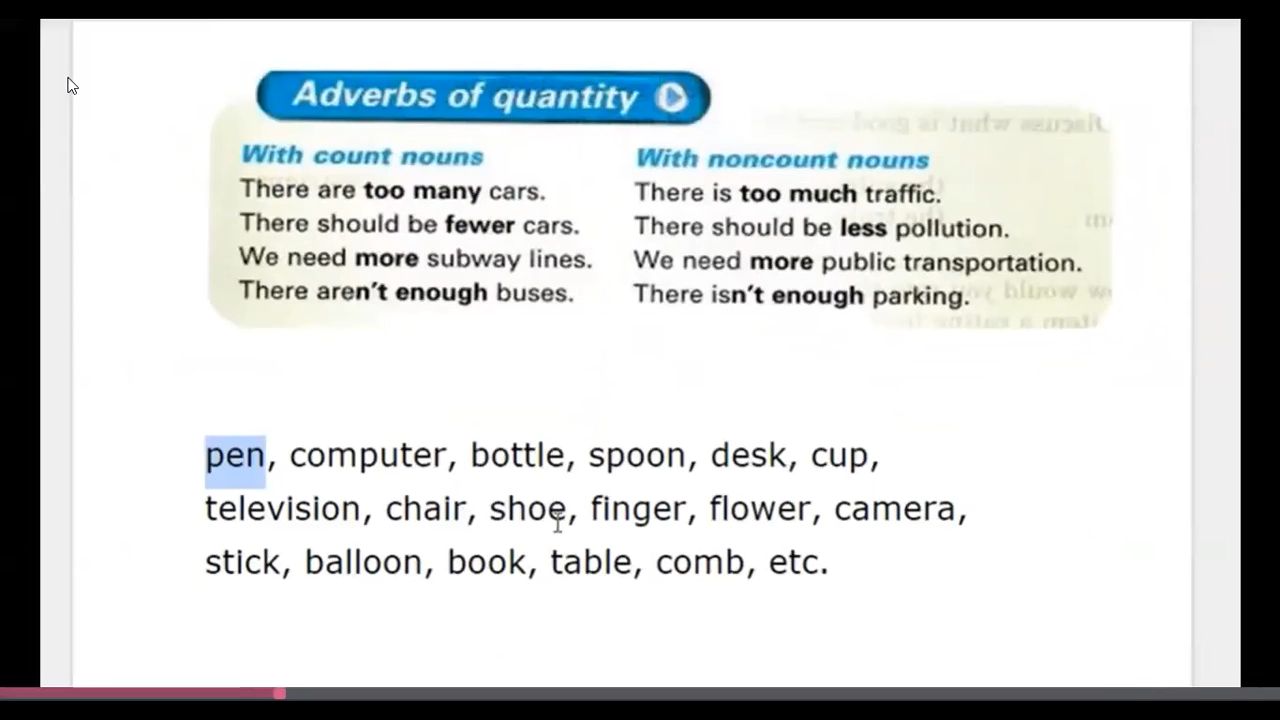 Adverbs of quantity
With count nouns
There are too many cars.
There should be fewer cars.
We need more subway lines.
There aren't enough buses.
With noncount nouns
There is too much traffic.
There should be less pollution.
We need more public transportation.
There isn't enough parking.
pen, computer, bottle, spoon, desk, cup,
television, chair, shoe, finger, flower, camera,
stick, balloon, book, table, comb, etc.